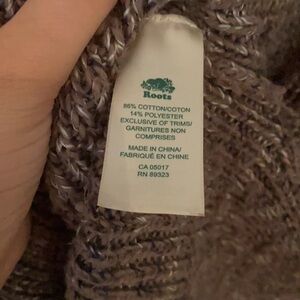 Roots
86% COTTON/COTON
14% POLYESTER
EXCLUSIVE OF TRIMS/
GARNITURES NON
COMPRISES
MADE IN CHINA/
FABRIQUÉ EN CHINE
CA 05017
RN 89323